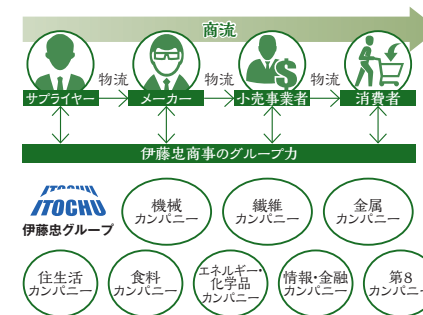 商流
物流 物流 物流
サプライヤー メーカー 小売事業者 消費者
伊藤忠商事のグループ力
ITOCHU
伊藤忠グループ
機械
カンパニー
繊維
カンパニー
金属
カンパニー
住生活
カンパニー
食料
カンパニー
エネルギー・
化学品
カンパニー
情報・金融
カンパニー
第8
カンパニー